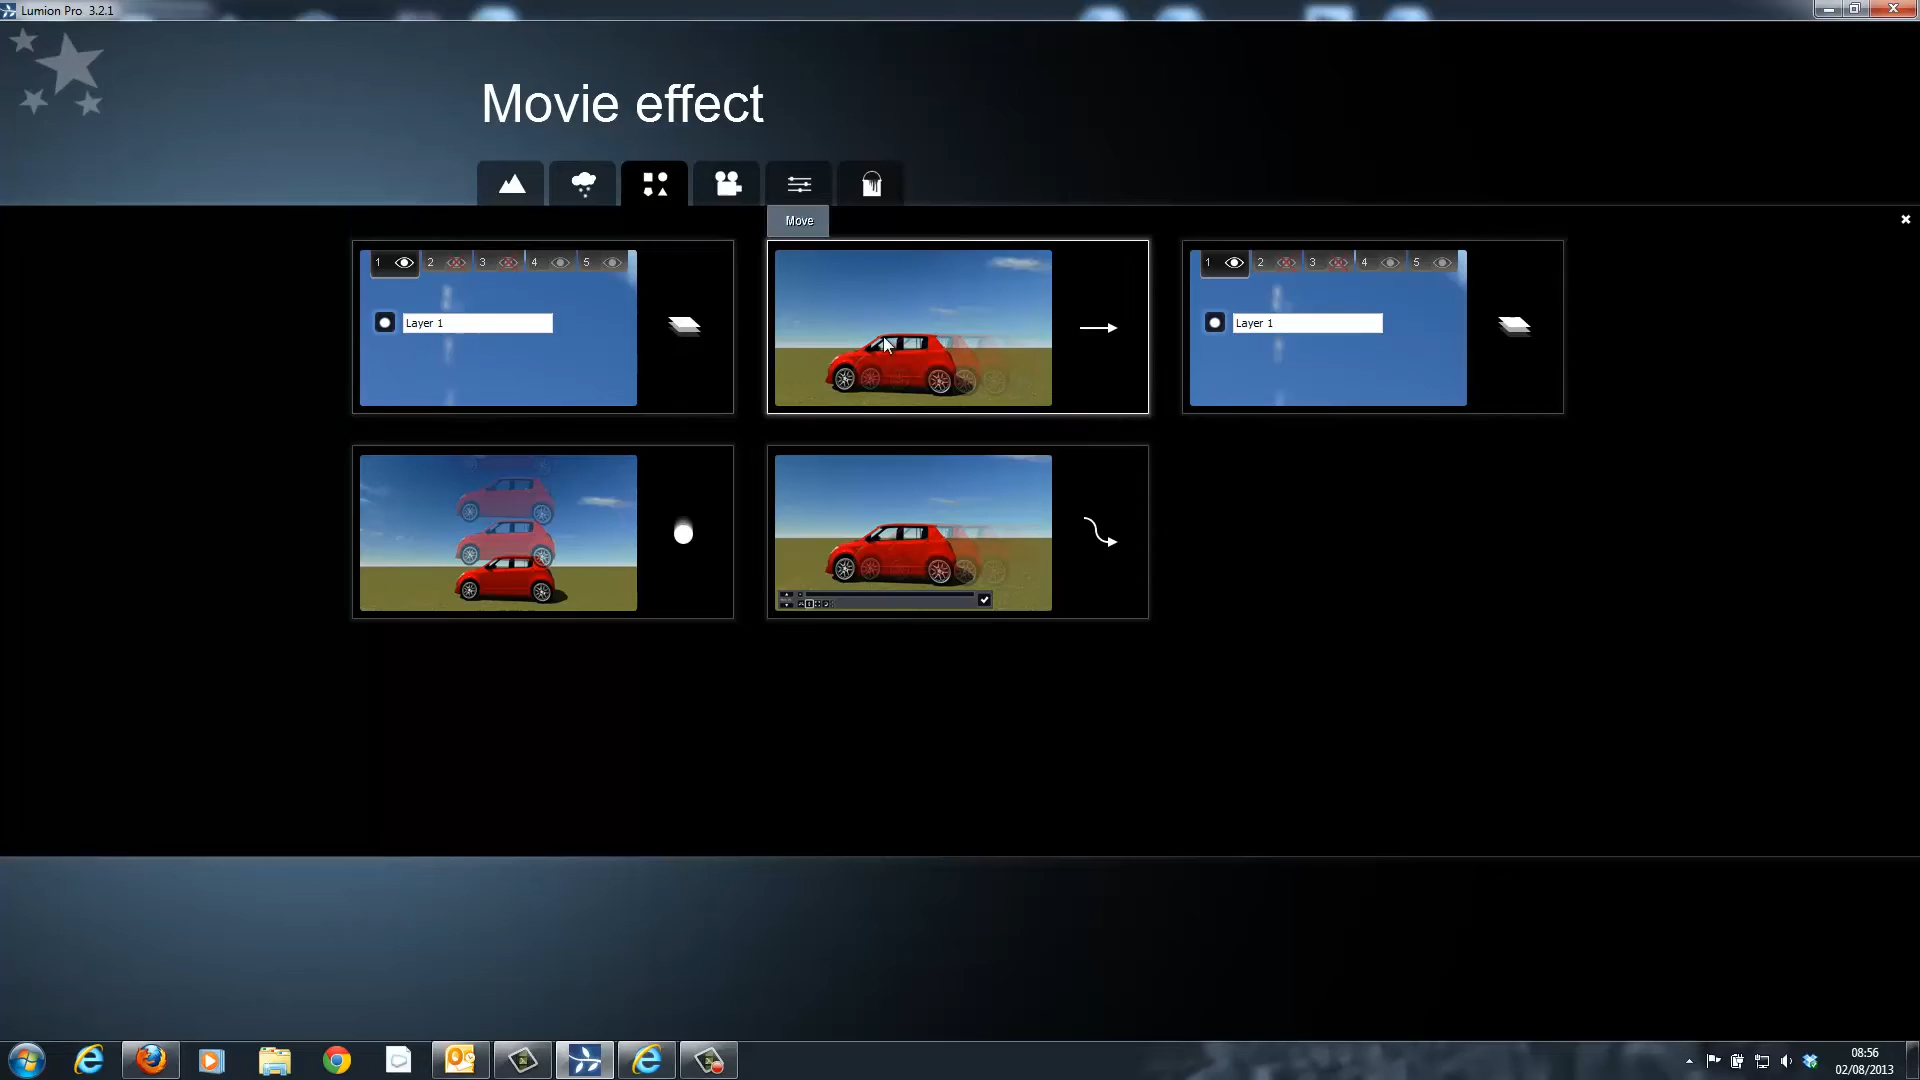 Lumion Pro 3.2.1
Movie effect
Move
1 2 3 4 5
Layer 1
1 2 3 4 5
Layer 1
08:56
02/08/2013